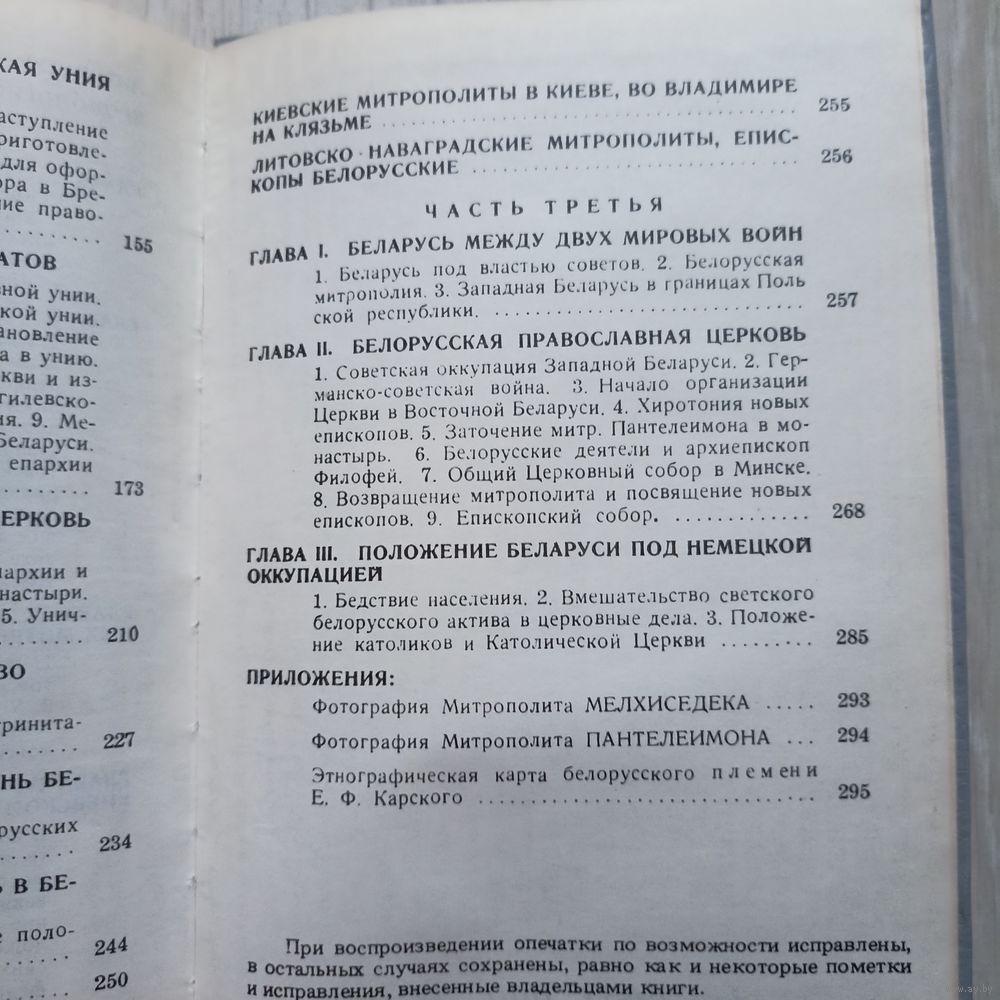 КАЯ УНИЯ
аступление
риготовле-
для офор-
ора в Бре-
ние право-
. . . . . . . . . 155
АТОВ
вной унии.
кой унии.
ановление
а в унию.
кви и из-
гилевско-
ия. 9. Ме-
Беларуси.
епархии
. . . . . . . . 173
ЕРКОВЬ
пархии и
настыри.
5. Унич-
. . . . . . . . 210
ВО
тринита-
. . . . . . . . 227
НЬ БЕ-
русских
. . . . . . . 234
Ь В БЕ-
е поло-
. . . . . . . 244
. . . . . . . 250
КИЕВСКИЕ МИТРОПОЛИТЫ В КИЕВЕ, ВО ВЛАДИМИРЕ
НА КЛЯЗЬМЕ . . . . . . . . . . 255
ЛИТОВСКО-НАВАГРАДСКИЕ МИТРОПОЛИТЫ, ЕПИС-
КОПЫ БЕЛОРУССКИЕ . . . . . . . . . . 256
ЧАСТЬ ТРЕТЬЯ
ГЛАВА I. БЕЛАРУСЬ МЕЖДУ ДВУХ МИРОВЫХ ВОЙН
1. Беларусь под властью советов. 2. Белорусская
митрополия. 3. Западная Беларусь в границах Поль
ской республики. . . . . . . . . . . 257
ГЛАВА II. БЕЛОРУССКАЯ ПРАВОСЛАВНАЯ ЦЕРКОВЬ
1. Советская оккупация Западной Беларуси. 2. Гер-
манско-советская война. 3. Начало организации
Церкви в Восточной Беларуси. 4. Хиротония новых
епископов. 5. Заточение митр. Пантелеимона в мо-
настырь. 6. Белорусские деятели и архиепископ
Филофей. 7. Общий Церковный собор в Минске.
8. Возвращение митрополита и посвящение новых
епископов. 9. Епископский собор. . . . . . . . . . . 268
ГЛАВА III. ПОЛОЖЕНИЕ БЕЛАРУСИ ПОД НЕМЕЦКОЙ
ОККУПАЦИЕЙ
1. Бедствие населения. 2. Вмешательство светского
белорусского актива в церковные дела. 3. Положе-
ние католиков и Католической Церкви . . . . . . . . . 285
ПРИЛОЖЕНИЯ:
Фотография Митрополита МЕЛХИСЕДЕКА . . . . . 293
Фотография Митрополита ПАНТЕЛЕИМОНА . . . 294
Этнографическая карта белорусского племени
Е. Ф. Карского . . . . . . . . . . 295
При воспроизведении опечатки по возможности исправлены,
в остальных случаях сохранены, равно как и некоторые пометки
и исправления, внесенные владельцами книги.
www.ay.by